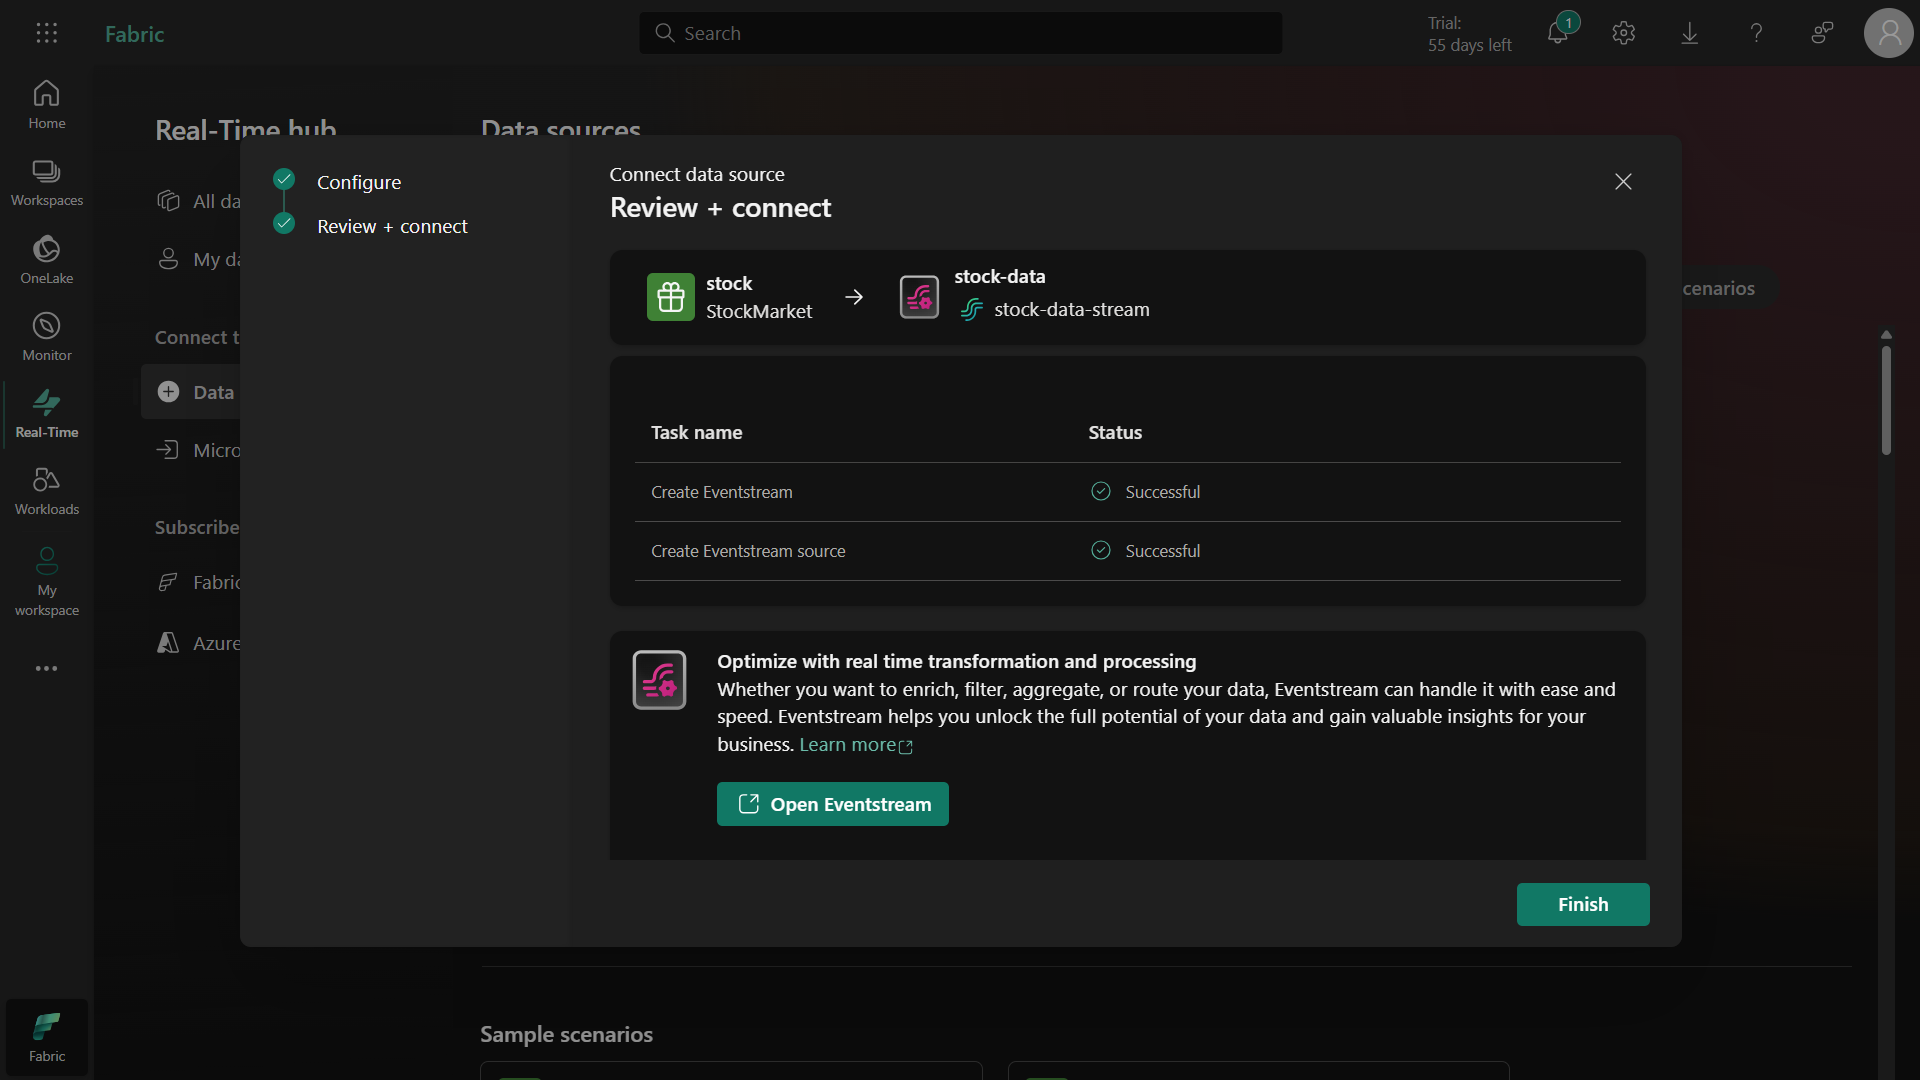 Fabric
Search
Trial:
55 days left
1
Home
Workspaces
OneLake
Monitor
Real-Time
Workloads
My
workspace
Fabric
Real-Time hub
Data sources
All da
My da
Connect t
Data
Micro
Subscribe
Fabric
Azure
cenarios
Configure
Review + connect
Connect data source
Review + connect
stock
StockMarket
stock-data
stock-data-stream
Task name Status
Create Eventstream Successful
Create Eventstream source Successful
Optimize with real time transformation and processing
Whether you want to enrich, filter, aggregate, or route your data, Eventstream can handle it with ease and
speed. Eventstream helps you unlock the full potential of your data and gain valuable insights for your
business. Learn more
Open Eventstream
Finish
Sample scenarios